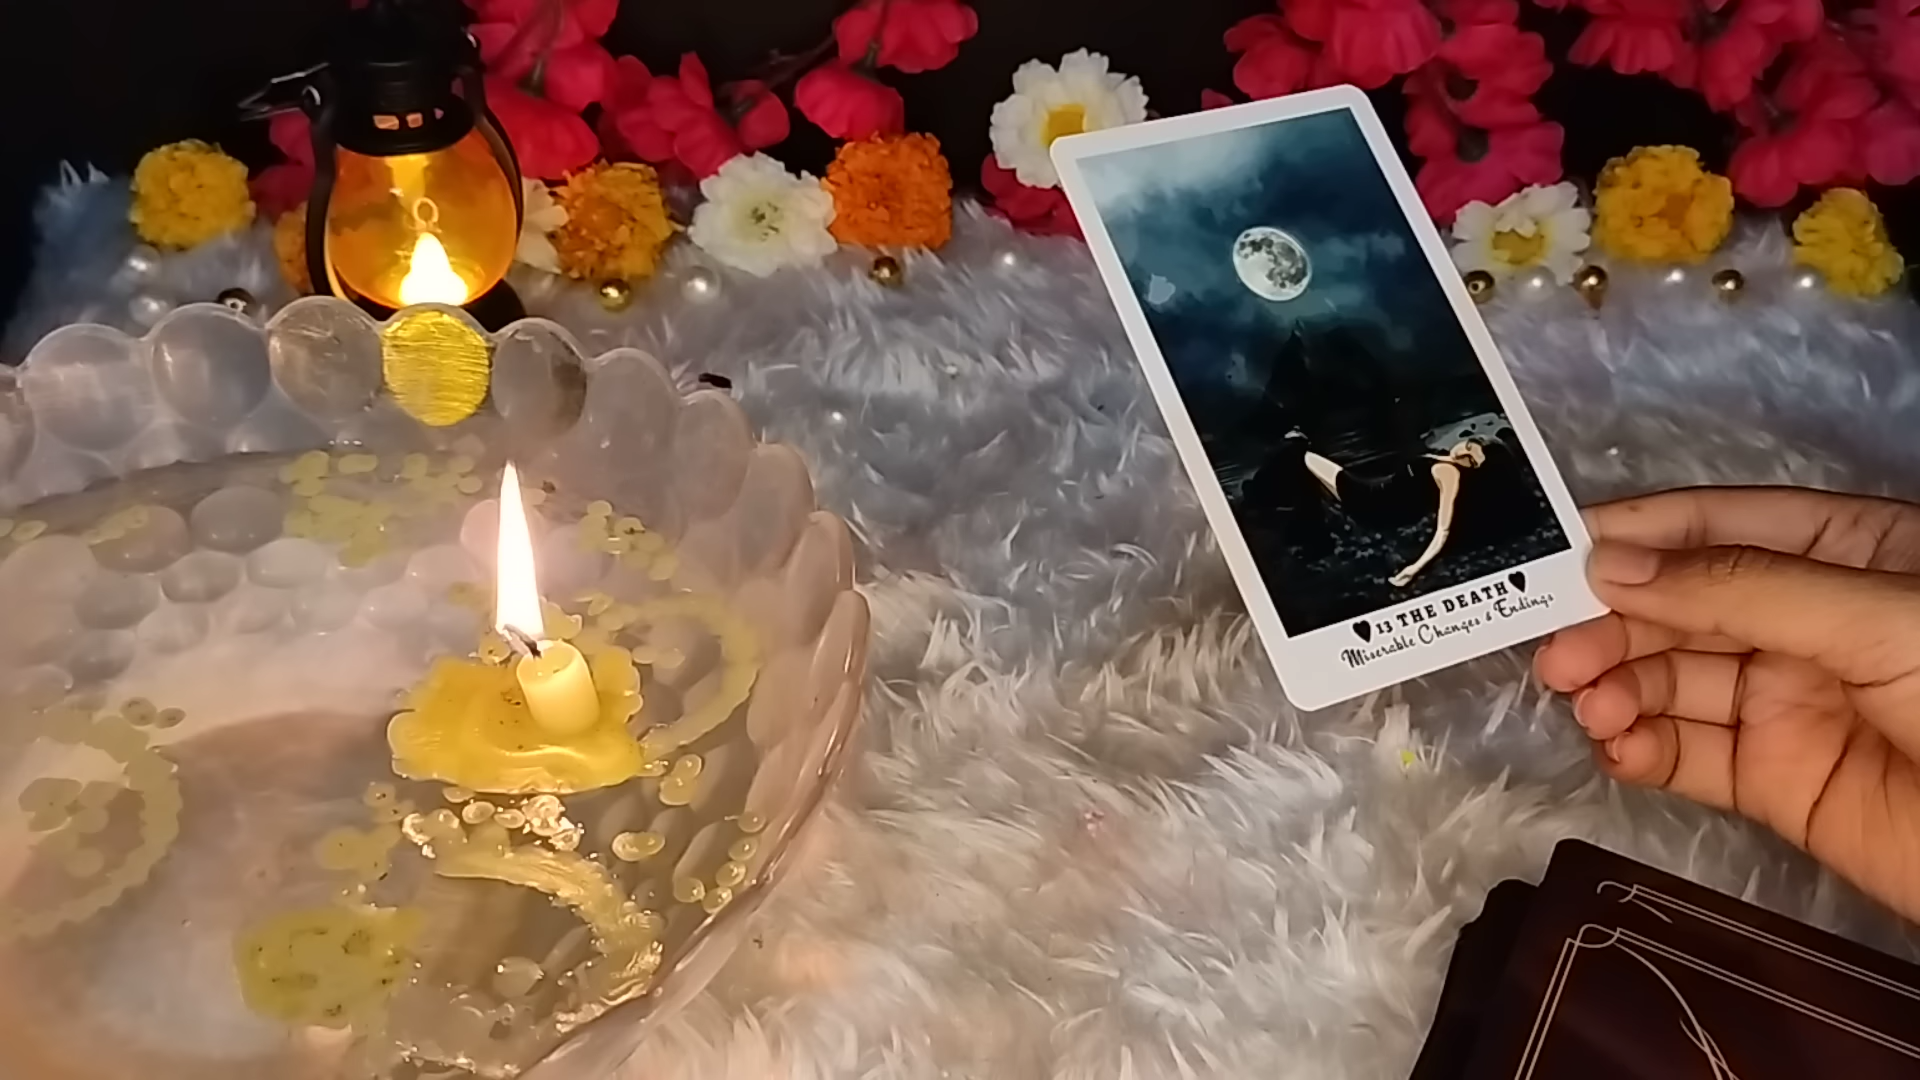 ♥ 13 THE DEATH ♥
Miserable Changes & Endings